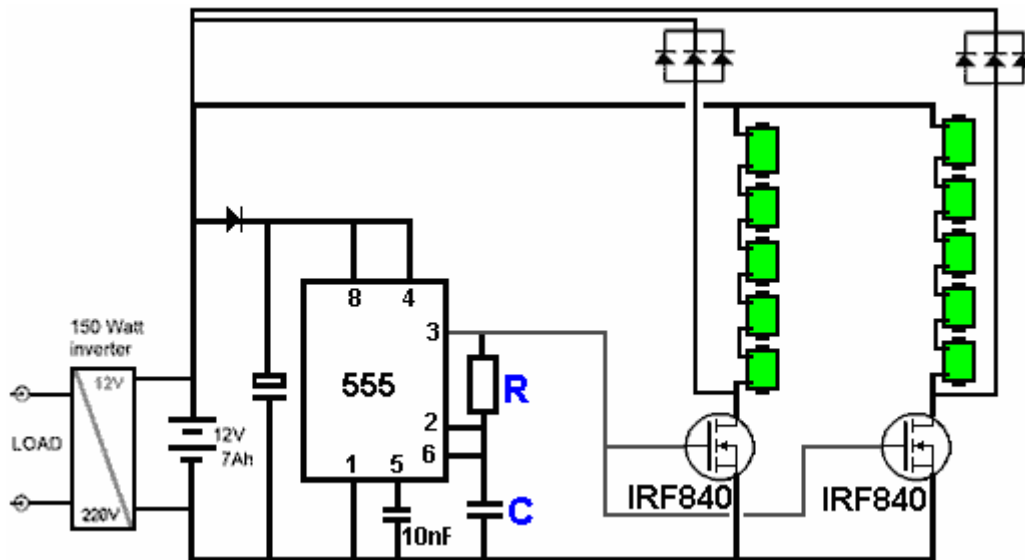 150 Watt
inverter
12V
LOAD
220V
12V
7Ah
8 4
3
555
R
2
6
1 5
10nF
C
IRF840
IRF840